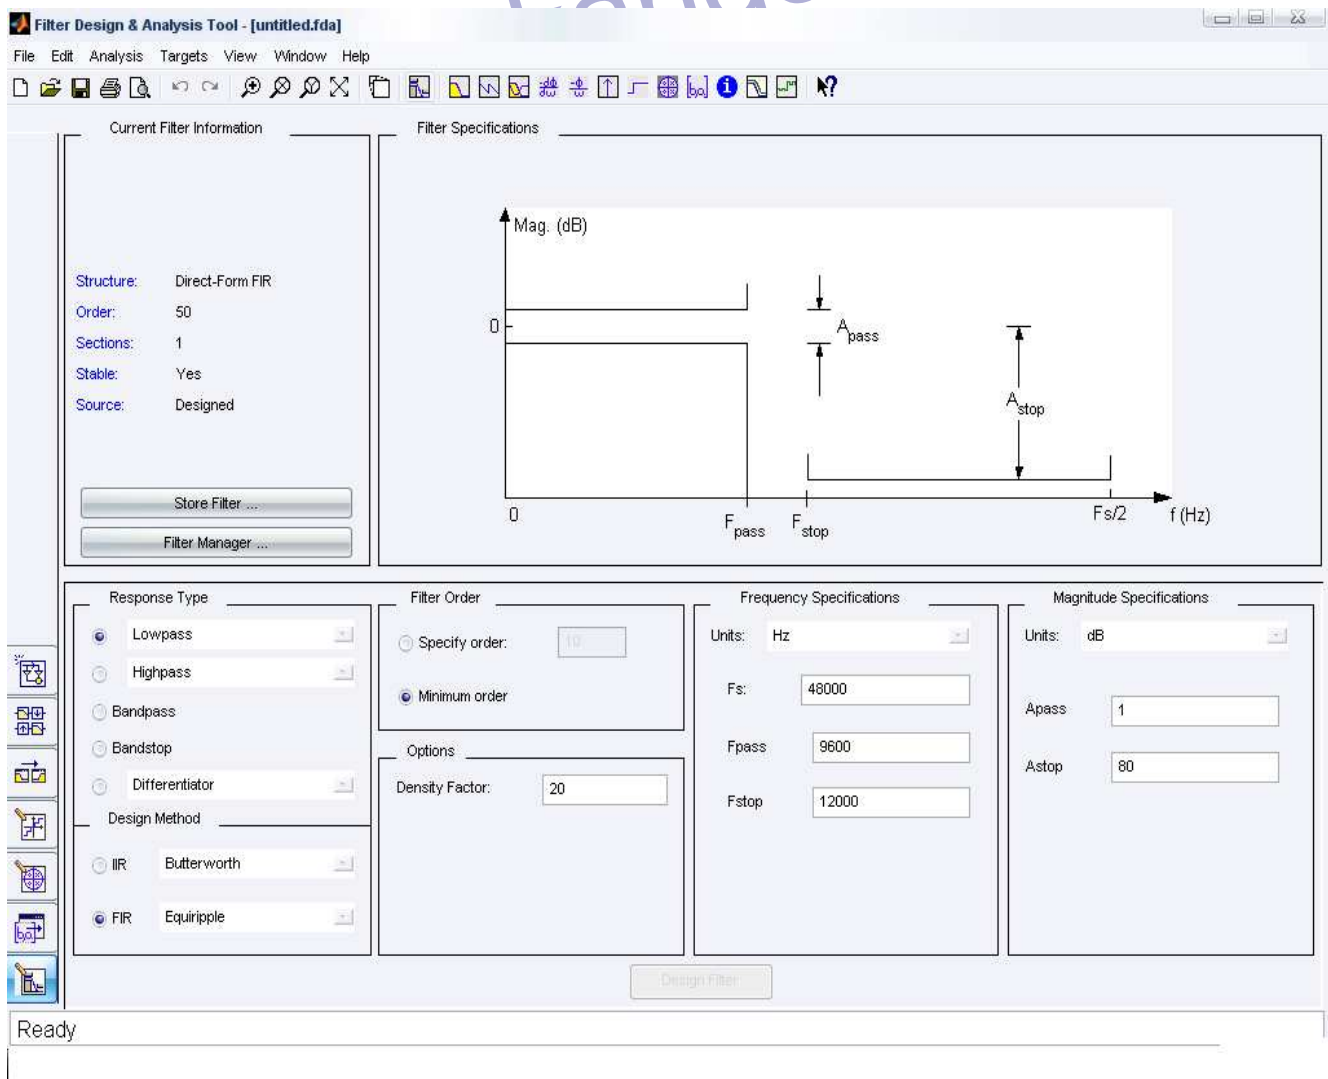 Filter Design & Analysis Tool - [untitled.fda]
File Edit Analysis Targets View Window Help
Current Filter Information
Structure: Direct-Form FIR
Order: 50
Sections: 1
Stable: Yes
Source: Designed
Store Filter ...
Filter Manager ...
Filter Specifications
Mag. (dB)
0
Apass
Astop
0
Fpass
Fstop
Fs/2
f (Hz)
Response Type
Lowpass
Highpass
Bandpass
Bandstop
Differentiator
Design Method
IIR Butterworth
FIR Equiripple
Filter Order
Specify order: 10
Minimum order
Options
Density Factor: 20
Frequency Specifications
Units: Hz
Fs: 48000
Fpass 9600
Fstop 12000
Magnitude Specifications
Units: dB
Apass 1
Astop 80
Design Filter
Ready